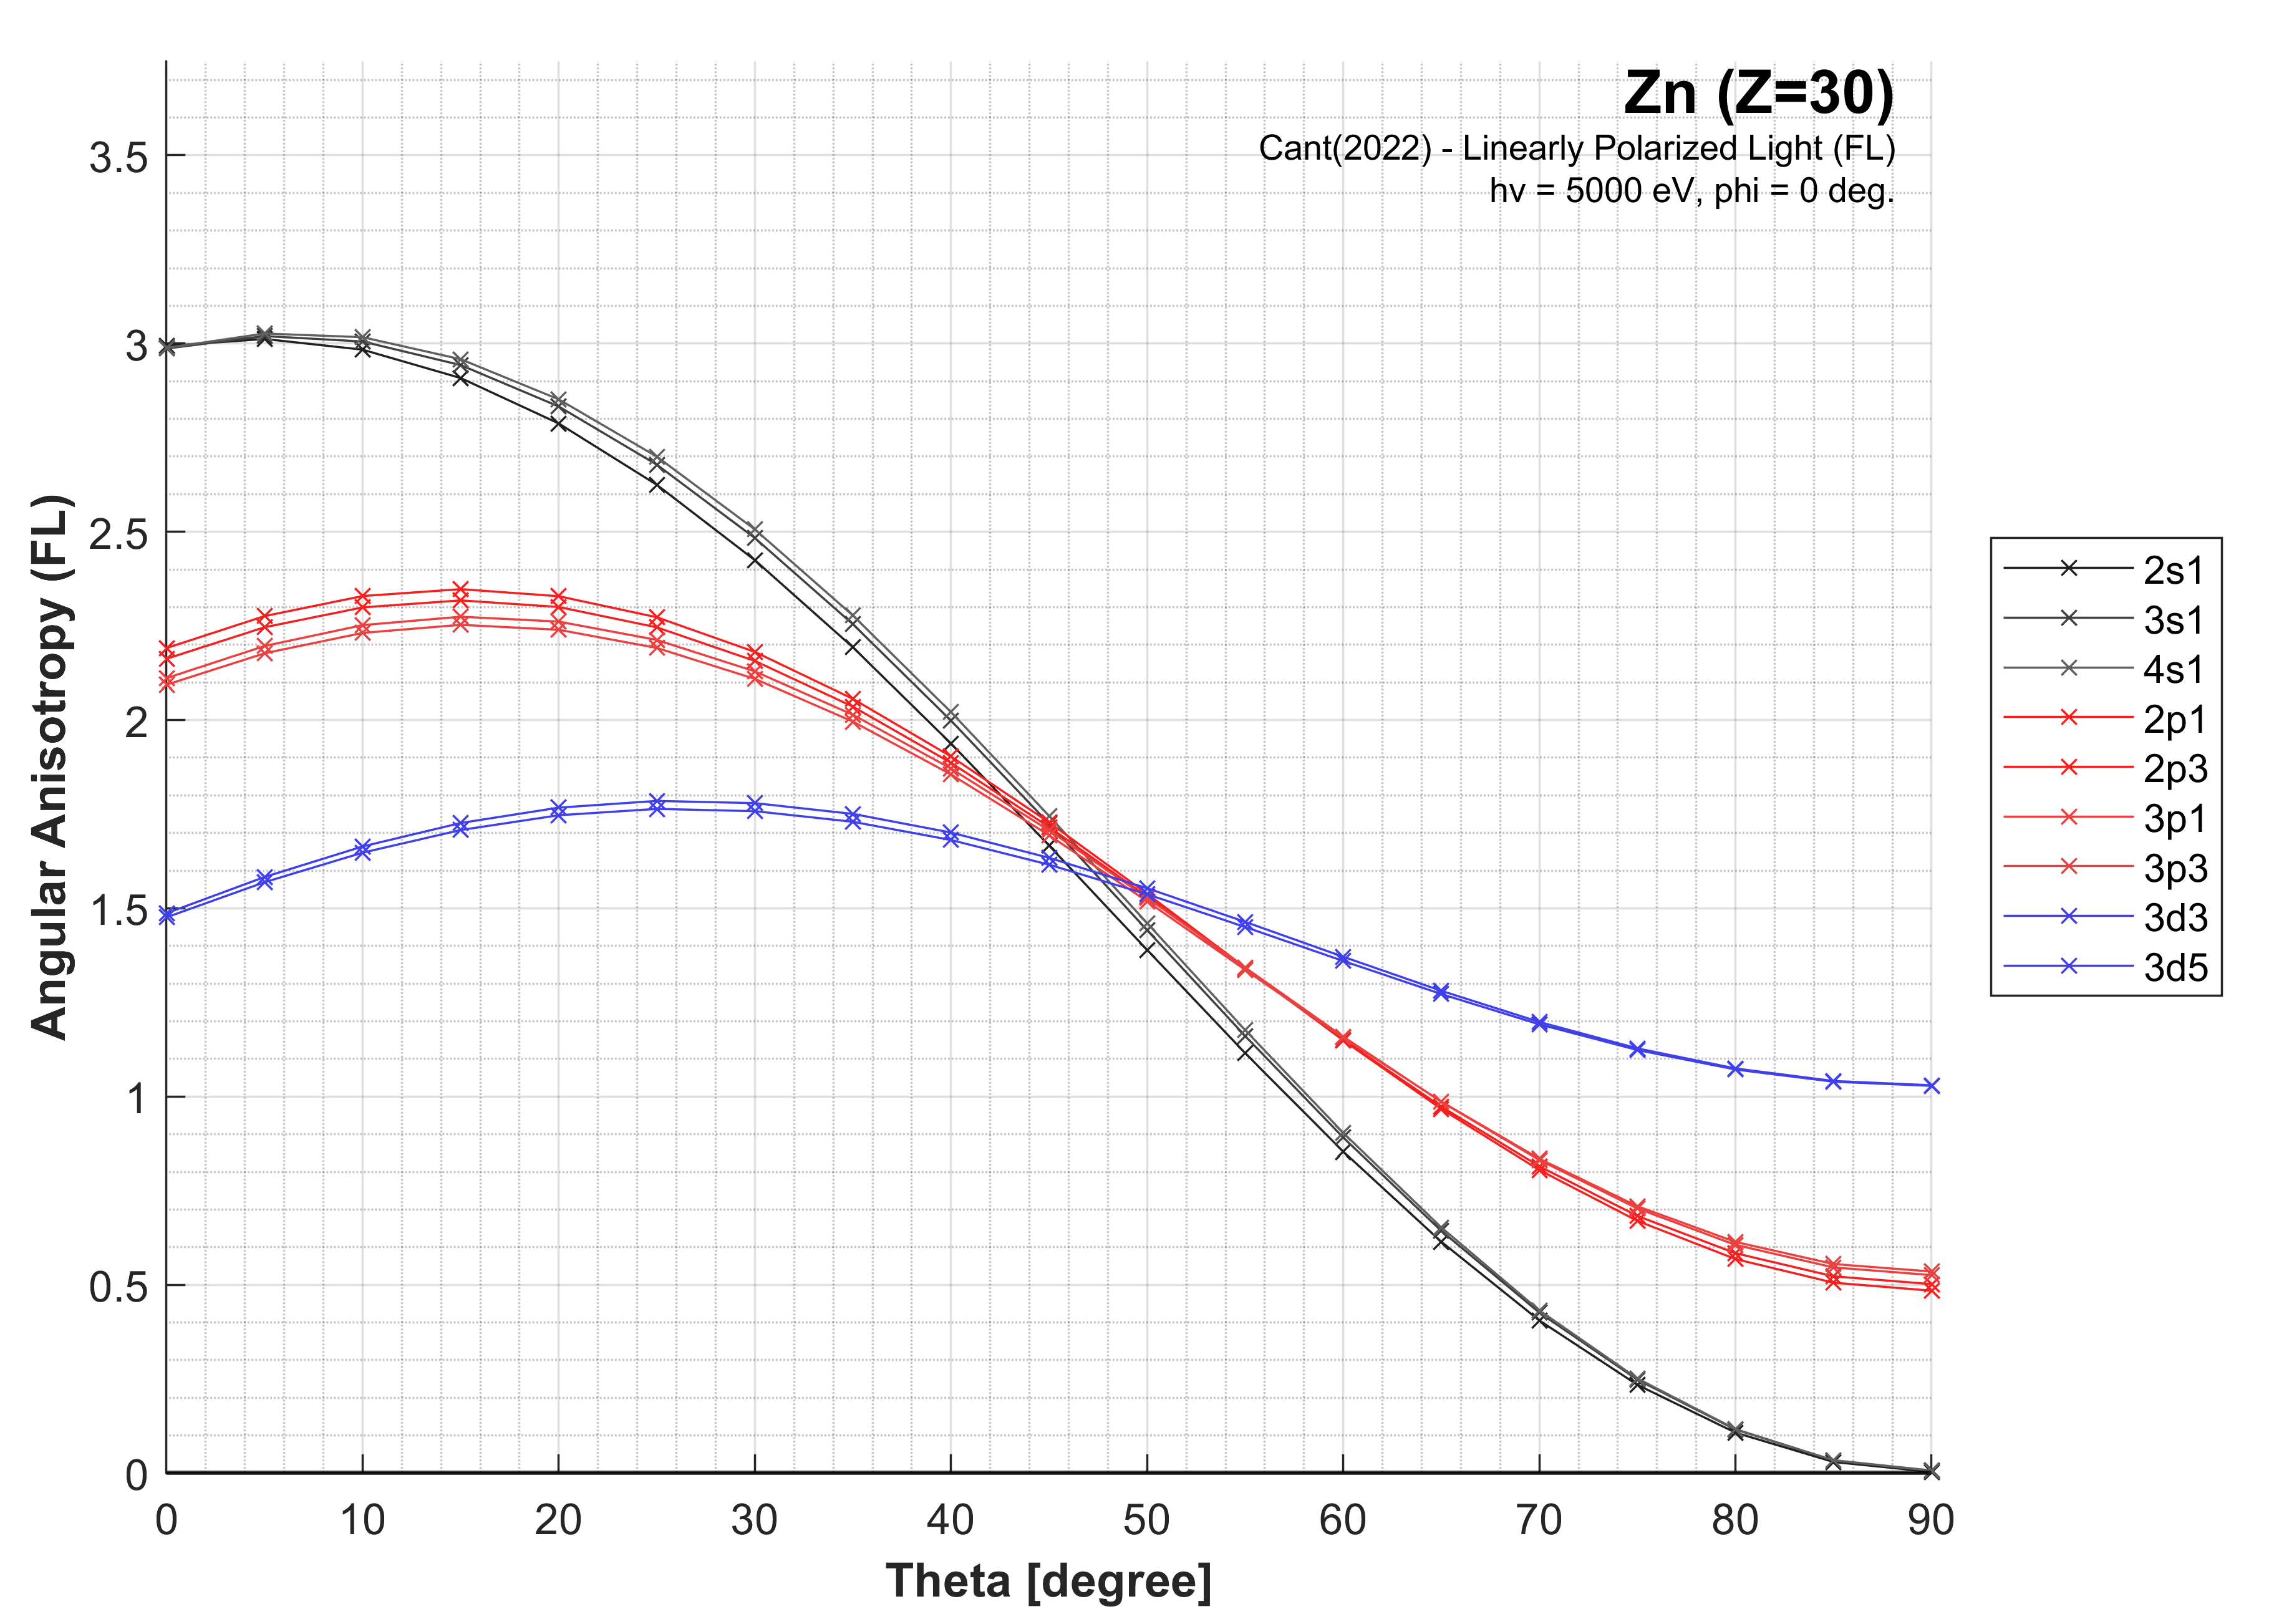 Zn (Z=30)
Cant(2022) - Linearly Polarized Light (FL)
hv = 5000 eV, phi = 0 deg.
Angular Anisotropy (FL)
3.5
3
2.5
2
1.5
1
0.5
0
0 10 20 30 40 50 60 70 80 90
Theta [degree]
2s1
3s1
4s1
2p1
2p3
3p1
3p3
3d3
3d5